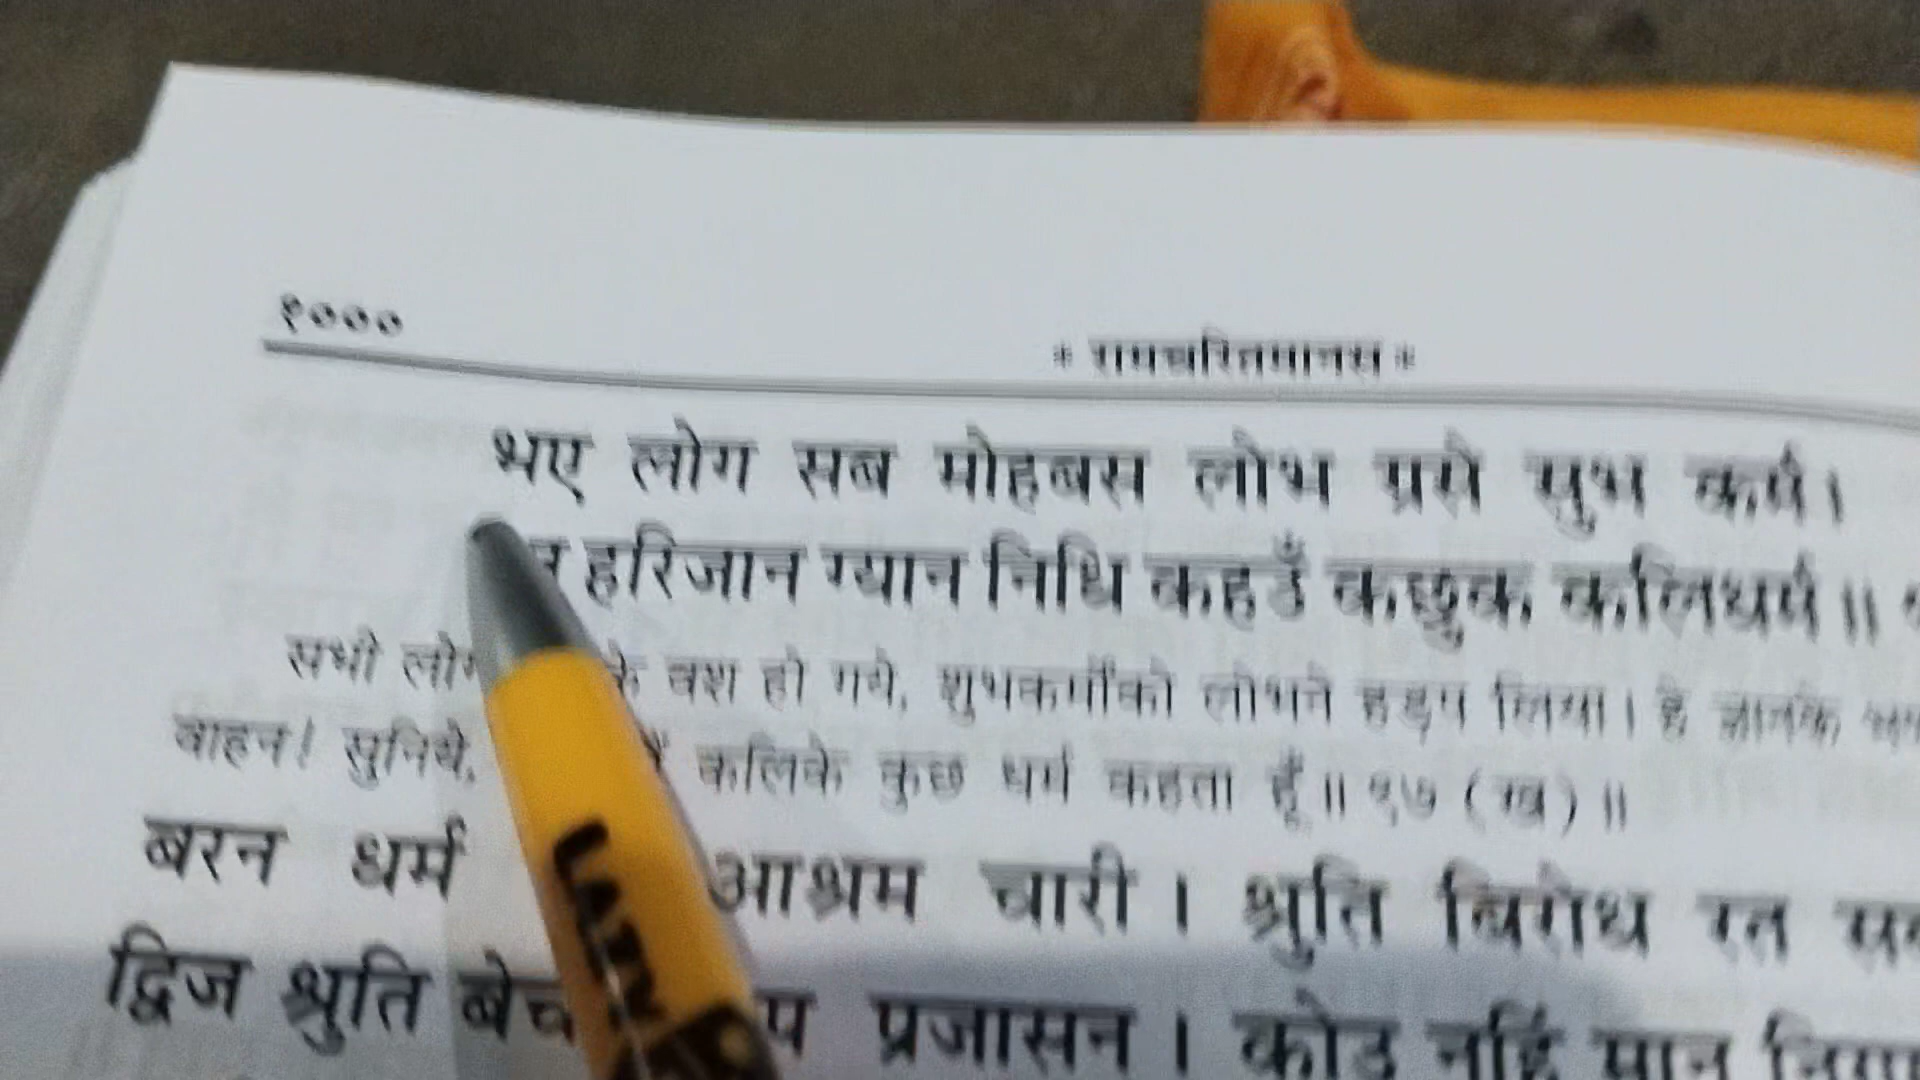 १०००
* रामचरितमानस *
भए लोग सब मोहबस लोभ ग्रसे सुभ कर्म।
हरिजान ग्यान निधि कहउँ कछुक कलिधर्म॥
सभी लोग के वश हो गये, शुभकर्मोंको लोभने हड़प लिया। हे ज्ञानके
वाहन! सुनिये, कलिके कुछ धर्म कहता हूँ॥ ९७ (ख)॥
बरन धर्म आश्रम चारी। श्रुति बिरोध रत
द्विज श्रुति प्रजासन। कोउ नहिं मान